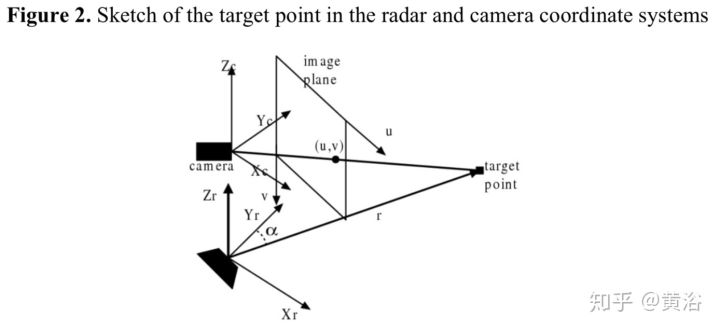 Figure 2. Sketch of the target point in the radar and camera coordinate systems
Zc
image
plane
Yc
u
(u,v)
camera
Xc
target
point
Zr
v
Yr
r
α
Xr
知乎 @黄浴